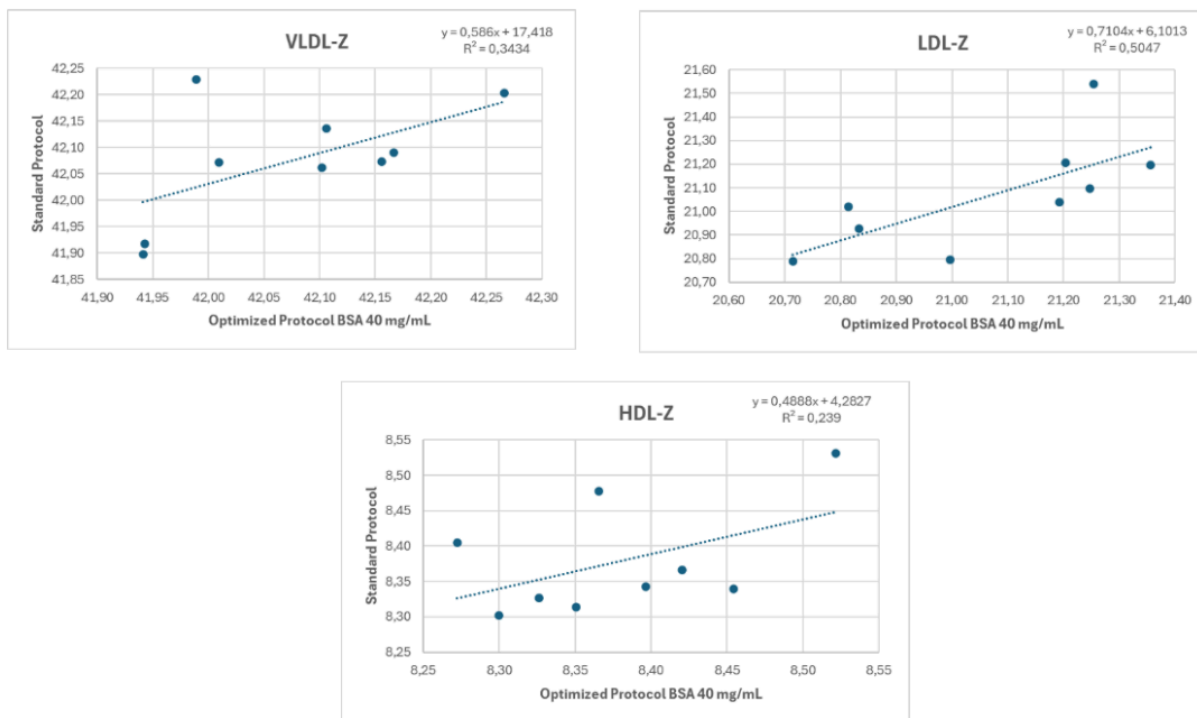 VLDL-Z
y = 0,586x + 17,418
R² = 0,3434
Standard Protocol
42,25
42,20
42,15
42,10
42,05
42,00
41,95
41,90
41,85
41,90 41,95 42,00 42,05 42,10 42,15 42,20 42,25 42,30
Optimized Protocol BSA 40 mg/mL
LDL-Z
y = 0,7104x + 6,1013
R² = 0,5047
Standard Protocol
21,60
21,50
21,40
21,30
21,20
21,10
21,00
20,90
20,80
20,70
20,60 20,70 20,80 20,90 21,00 21,10 21,20 21,30 21,40
Optimized Protocol BSA 40 mg/mL
HDL-Z
y = 0,4888x + 4,2827
R² = 0,239
Standard Protocol
8,55
8,50
8,45
8,40
8,35
8,30
8,25
8,25 8,30 8,35 8,40 8,45 8,50 8,55
Optimized Protocol BSA 40 mg/mL